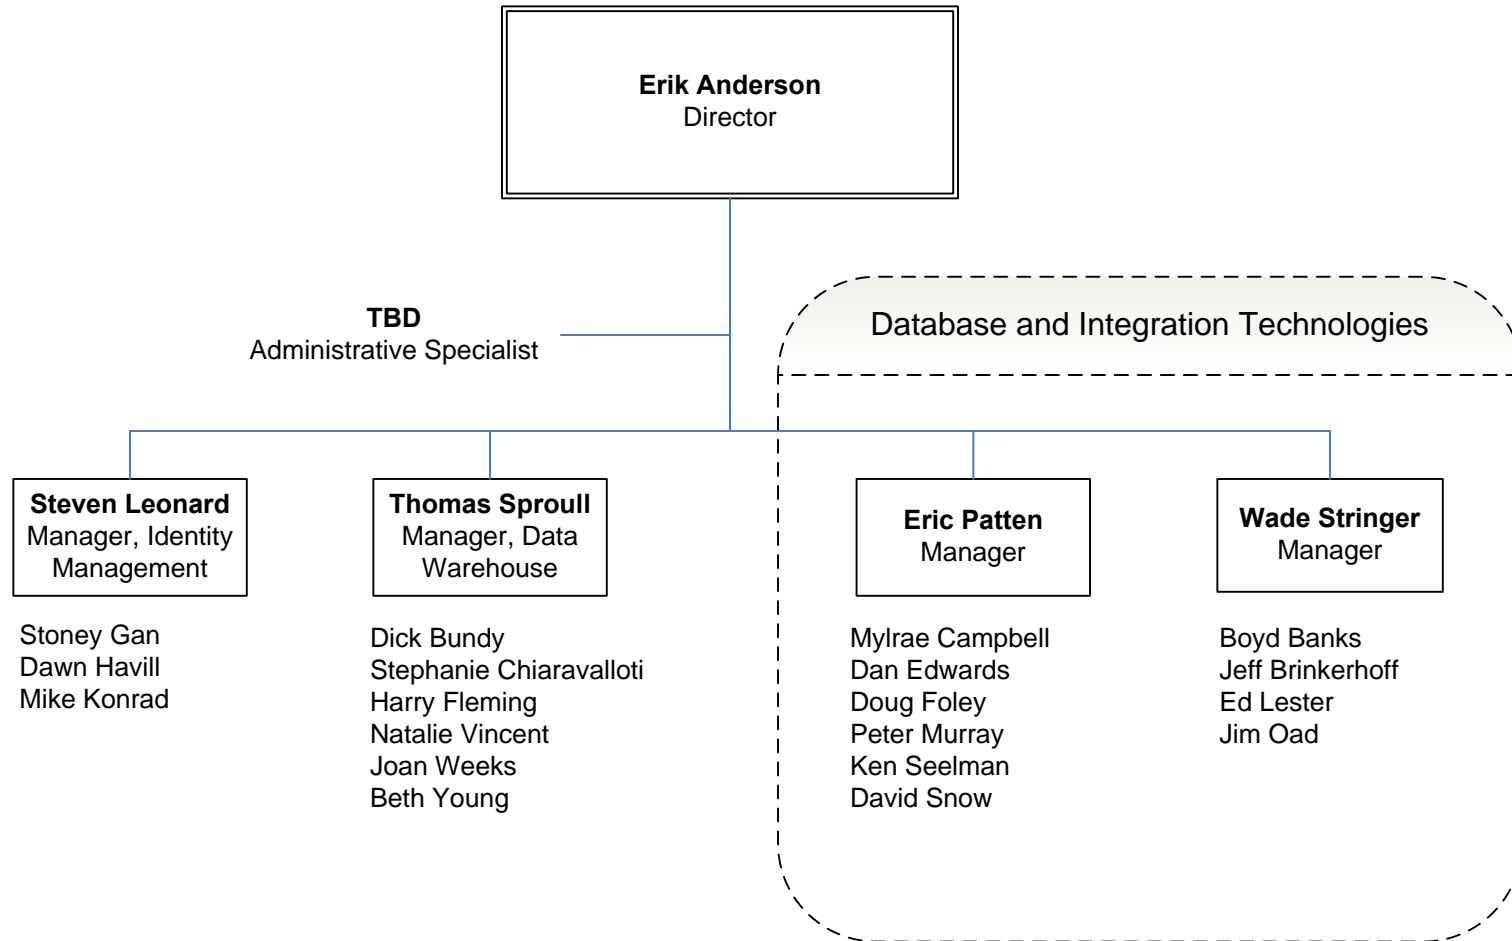 Erik Anderson
Director
TBD
Administrative Specialist
Database and Integration Technologies
Steven Leonard
Manager, Identity
Management
Stoney Gan
Dawn Havill
Mike Konrad
Thomas Sproull
Manager, Data
Warehouse
Dick Bundy
Stephanie Chiaravalloti
Harry Fleming
Natalie Vincent
Joan Weeks
Beth Young
Eric Patten
Manager
Mylrae Campbell
Dan Edwards
Doug Foley
Peter Murray
Ken Seelman
David Snow
Wade Stringer
Manager
Boyd Banks
Jeff Brinkerhoff
Ed Lester
Jim Oad